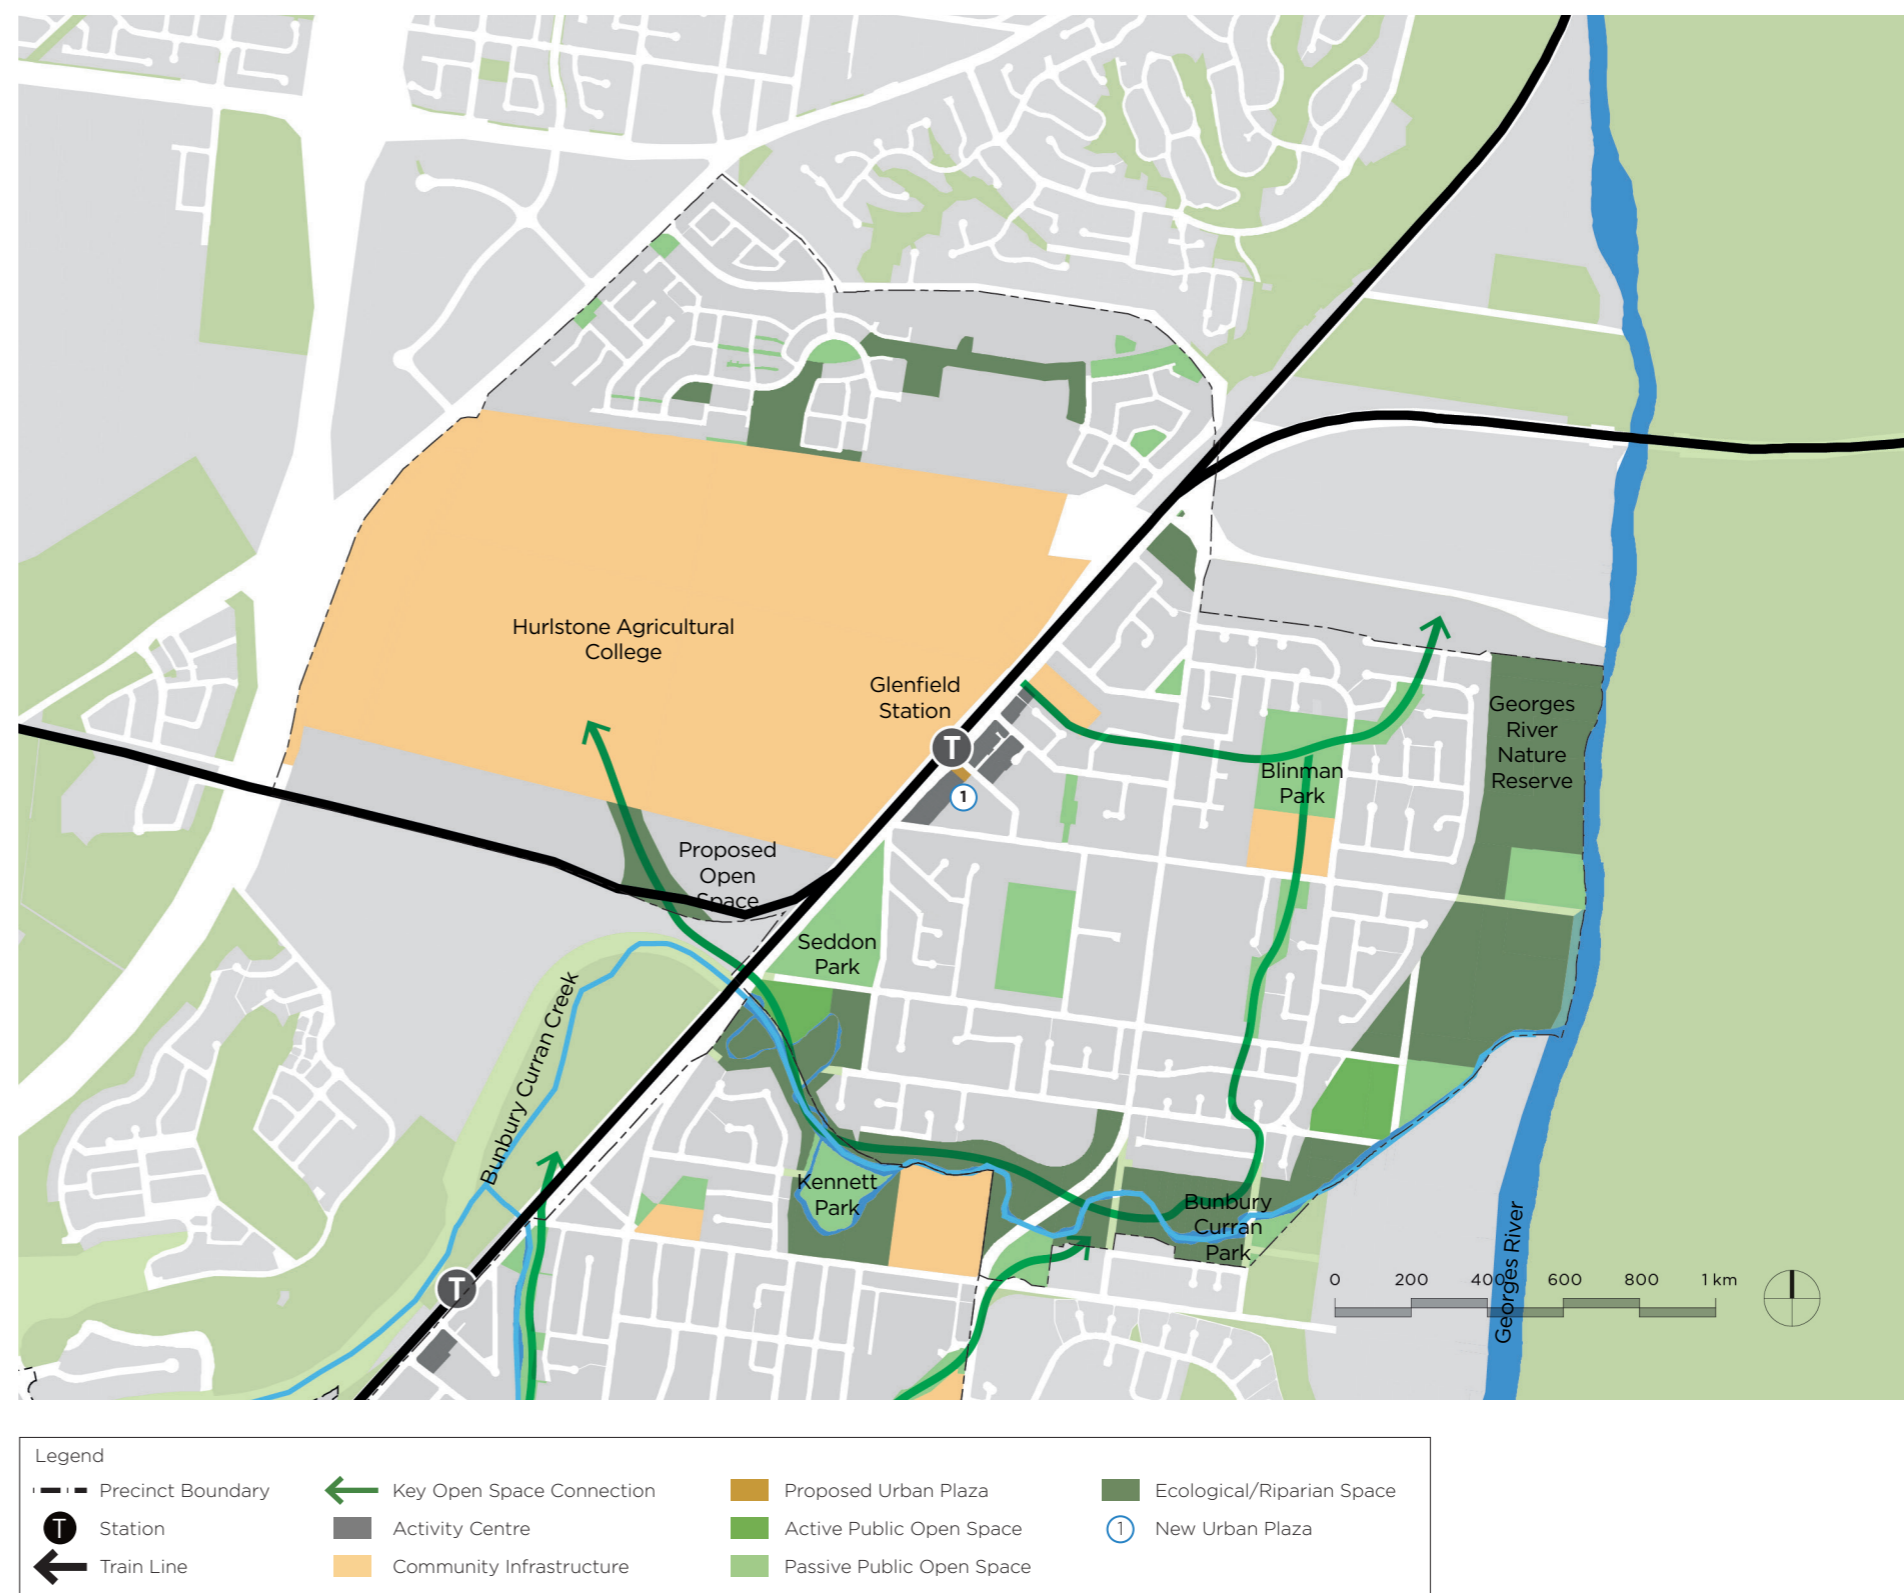 Hurlstone Agricultural
College
Glenfield
Station
T
1
Georges
River
Nature
Reserve
Blinman
Park
Proposed
Open
Space
Seddon
Park
Bunbury Curran Creek
Kennett
Park
Bunbury
Curran
Park
T
Georges River
0 200 400 600 800 1 km
Legend
Precinct Boundary
T Station
Train Line
Key Open Space Connection
Activity Centre
Community Infrastructure
Proposed Urban Plaza
Active Public Open Space
Passive Public Open Space
Ecological/Riparian Space
1 New Urban Plaza